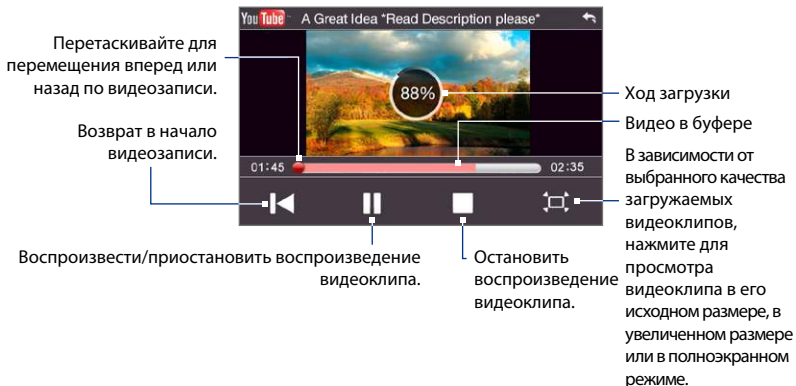 You Tube A Great Idea *Read Description please*
Перетаскивайте для
перемещения вперед или
назад по видеозаписи.
Возврат в начало
видеозаписи.
88%
01:45
02:35
Ход загрузки
Видео в буфере
В зависимости от
выбранного качества
загружаемых
видеоклипов,
нажмите для
просмотра
видеоклипа в его
исходном размере, в
увеличенном размере
или в полноэкранном
режиме.
Воспроизвести/приостановить воспроизведение
видеоклипа.
Остановить
воспроизведение
видеоклипа.